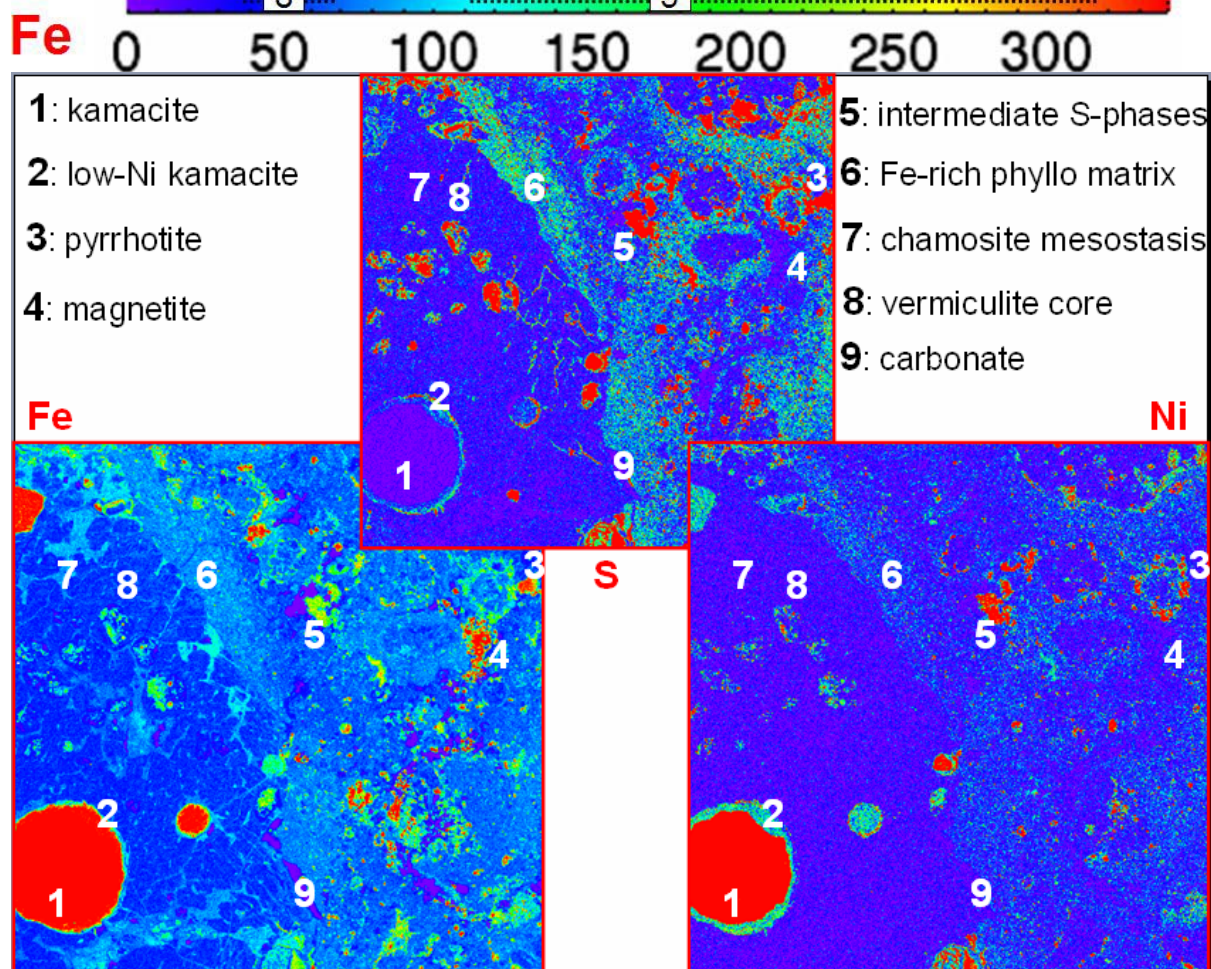 Fe 0 50 100 150 200 250 300
1: kamacite
2: low-Ni kamacite
3: pyrrhotite
4: magnetite
5: intermediate S-phases
6: Fe-rich phyllo matrix
7: chamosite mesostasis
8: vermiculite core
9: carbonate
7 8 6 3
5 4
2
1 9
Fe
S
Ni
7 8 6 3
5 4
2
1 9
7 8 6 3
5 4
2
1 9